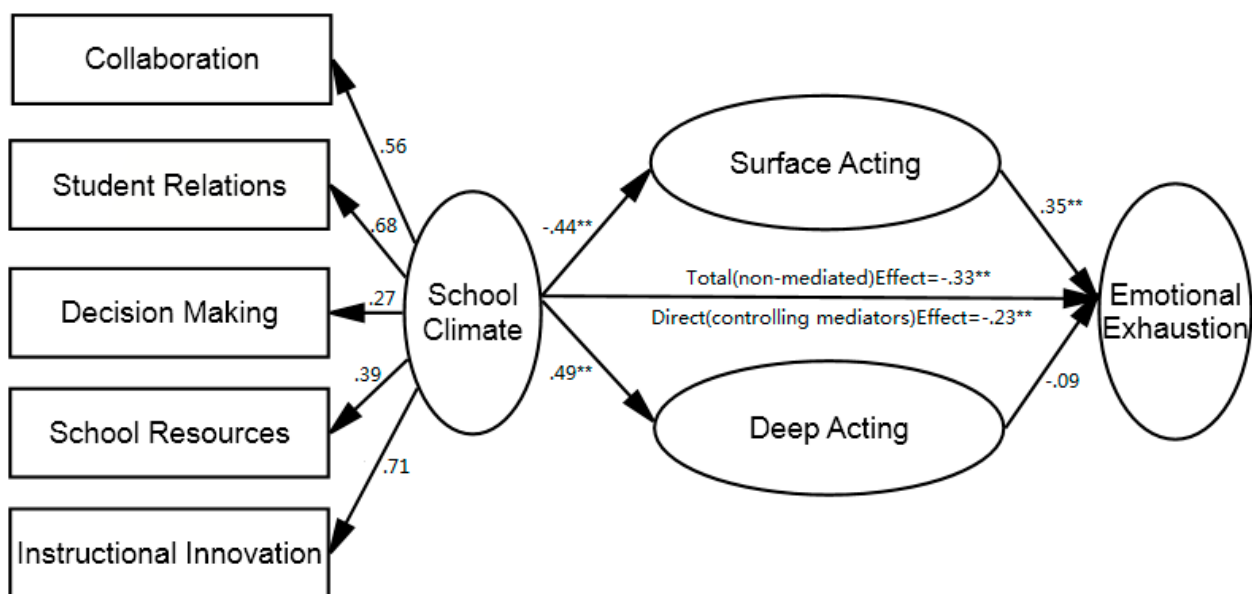 Collaboration
.56
Student Relations
.68
Decision Making
.27
School Resources
.39
Instructional Innovation
.71
School
Climate
-.44**
Surface Acting
.35**
Total(non-mediated)Effect=-.33**
Direct(controlling mediators)Effect=-.23**
.49**
Deep Acting
-.09
Emotional
Exhaustion